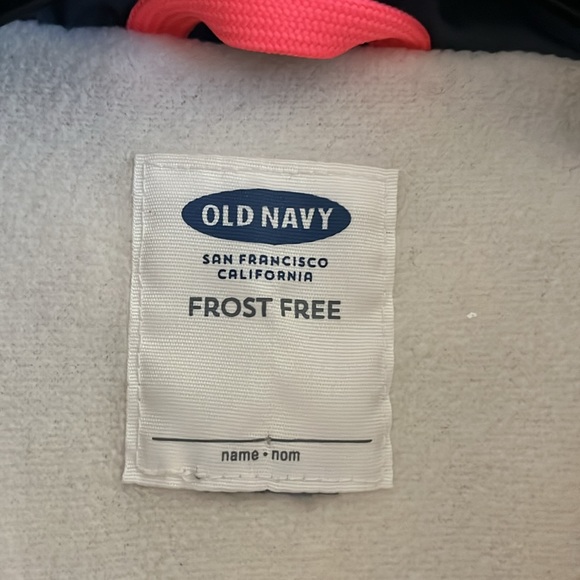 OLD NAVY
SAN FRANCISCO
CALIFORNIA
FROST FREE
name • nom